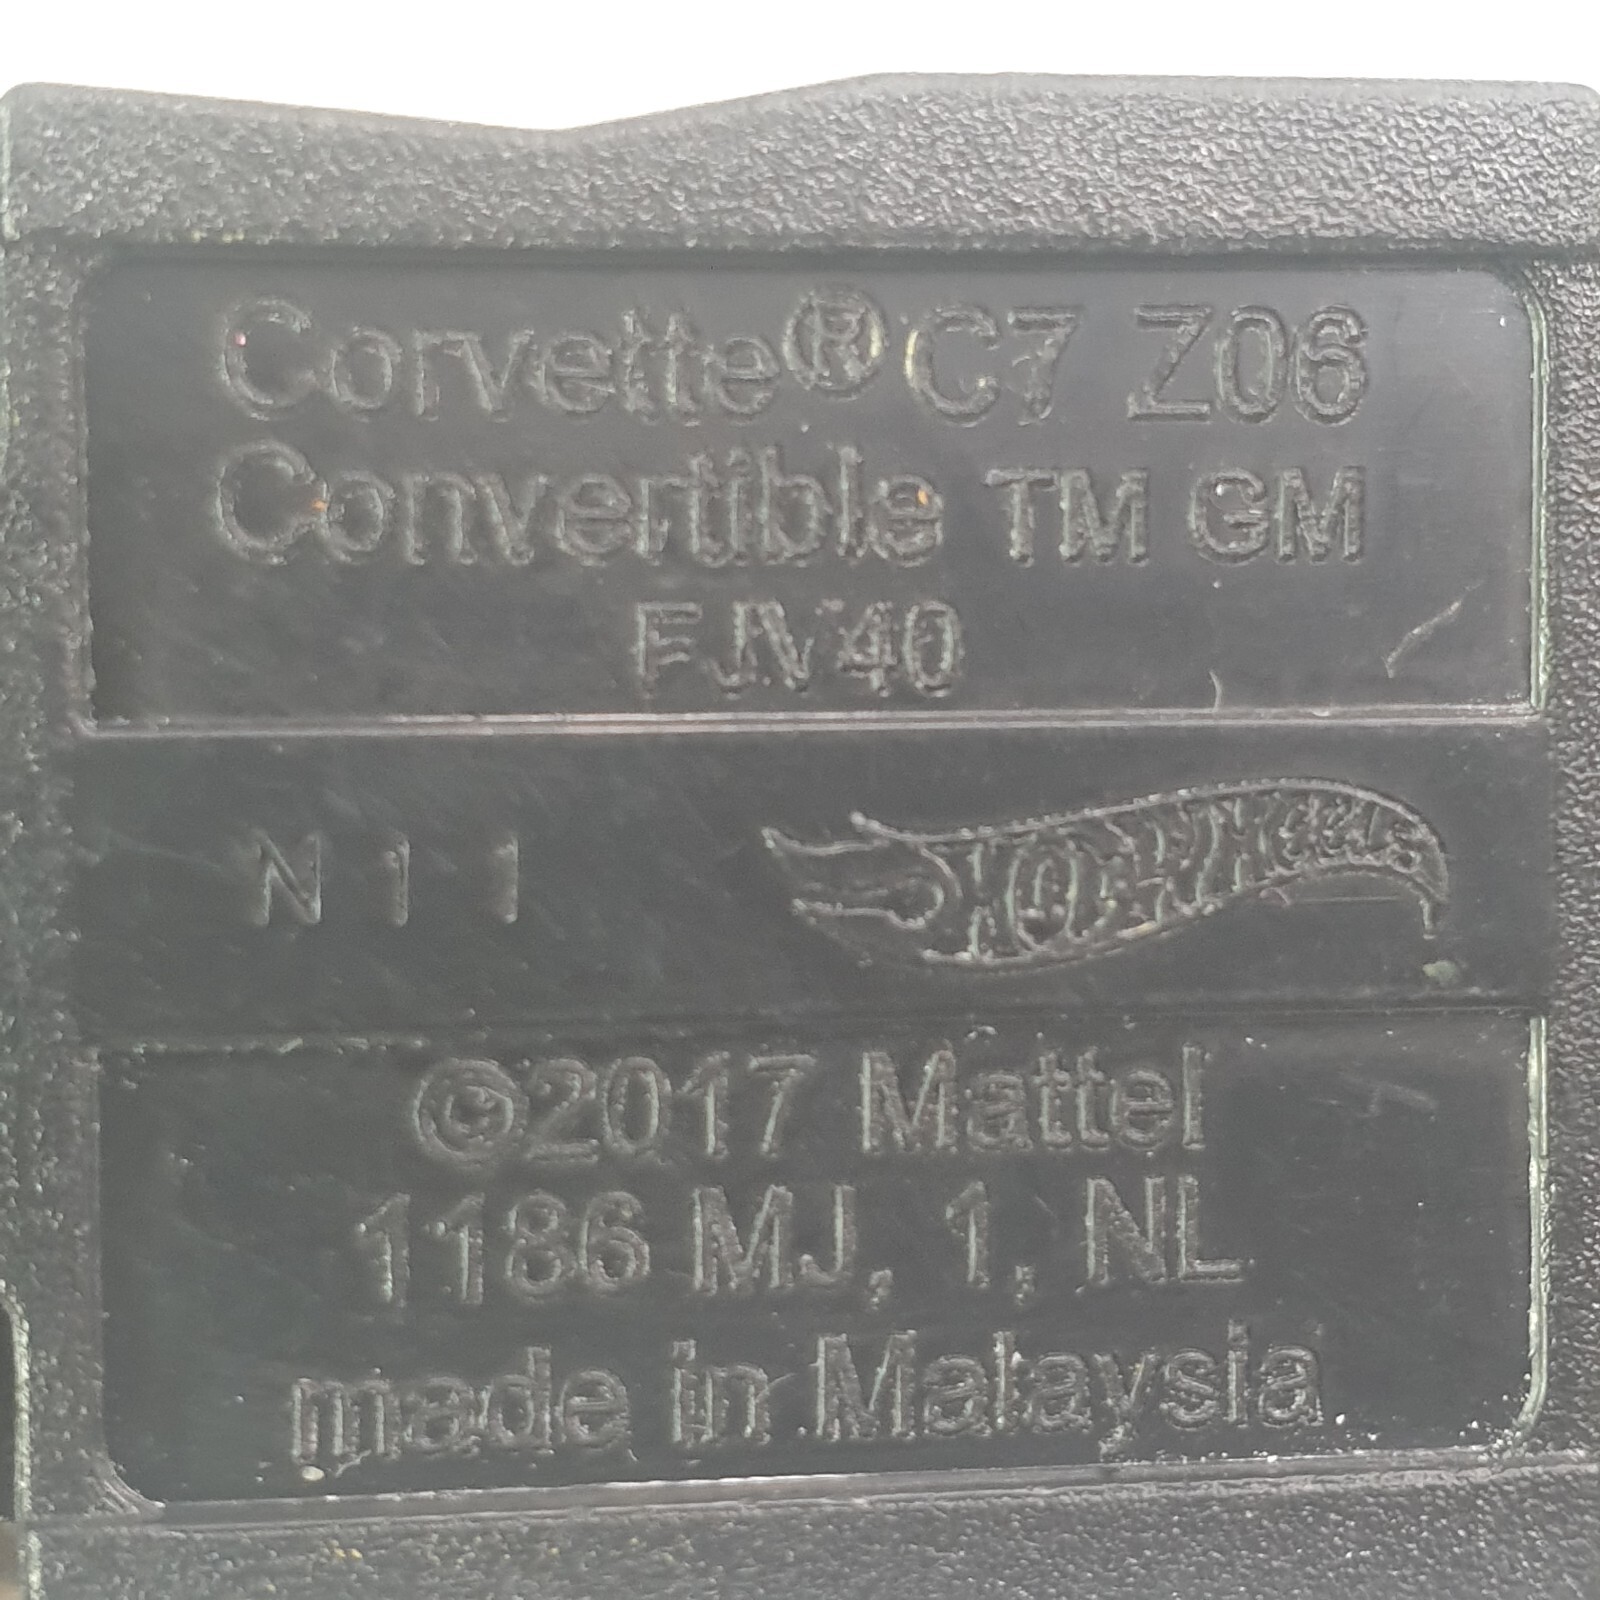 Corvette® C7 Z06
Convertible TM GM
FJV40
N11
HOT WHEELS
©2017 Mattel
1186 MJ, 1, NL
made in Malaysia